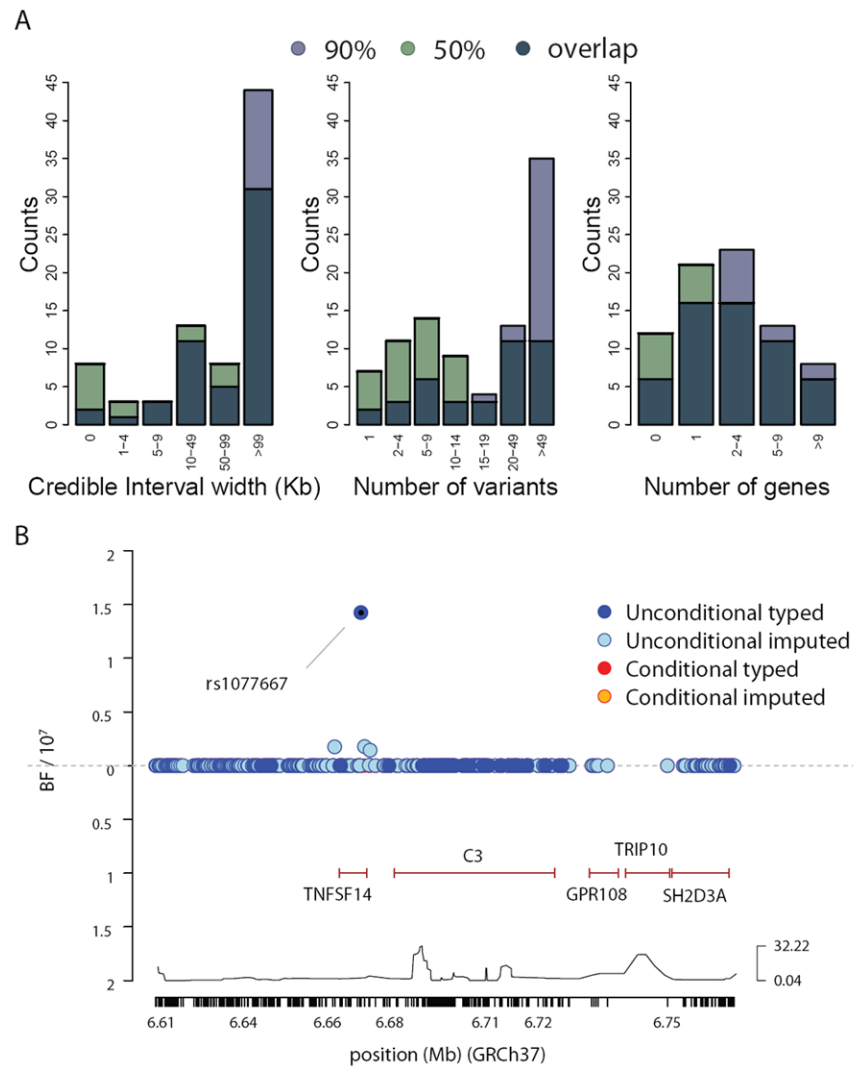 A
90% 50% overlap
Counts
0 5 10 15 20 25 30 35 40 45
0 1-4 5-9 10-49 50-99 >99
Credible Interval width (Kb)
Counts
0 5 10 15 20 25 30 35 40 45
1 2-4 5-9 10-14 15-19 20-49 >49
Number of variants
Counts
0 5 10 15 20 25 30 35 40 45
0 1 2-4 5-9 >9
Number of genes
B
BF / 10⁷
2
1.5
1
0.5
0
0.5
1
1.5
2
rs1077667
Unconditional typed
Unconditional imputed
Conditional typed
Conditional imputed
TNFSF14
C3
GPR108
TRIP10
SH2D3A
32.22
0.04
6.61 6.64 6.66 6.68 6.71 6.72 6.75
position (Mb) (GRCh37)